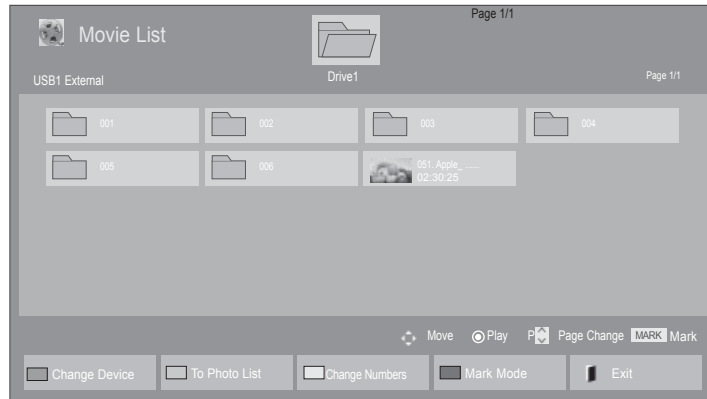 Page 1/1
Movie List
Drive1
USB1 External
Page 1/1
001
002
003
004
005
006
051. Apple_ ......
02:30:25
Move
Play
P
Page Change
MARK
Mark
Change Device
To Photo List
Change Numbers
Mark Mode
Exit